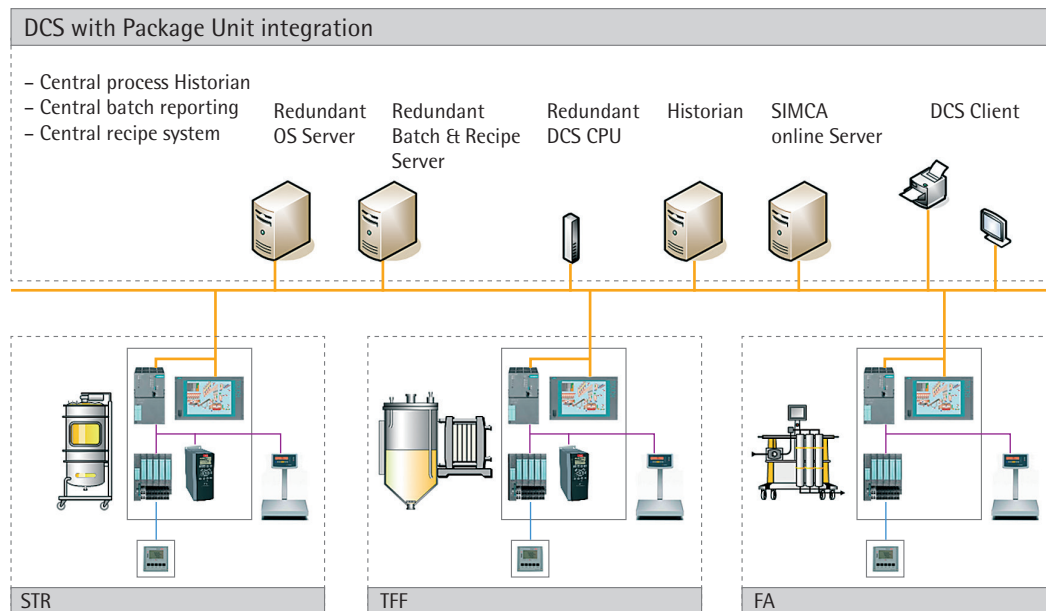 DCS with Package Unit integration
– Central process Historian
– Central batch reporting
– Central recipe system
Redundant
OS Server
Redundant
Batch & Recipe
Server
Redundant
DCS CPU
Historian
SIMCA
online Server
DCS Client
STR
TFF
FA